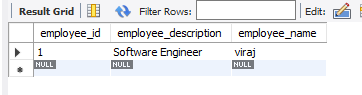 Result Grid Filter Rows: Edit:
employee_id employee_description employee_name
1 Software Engineer viraj
NULL NULL NULL